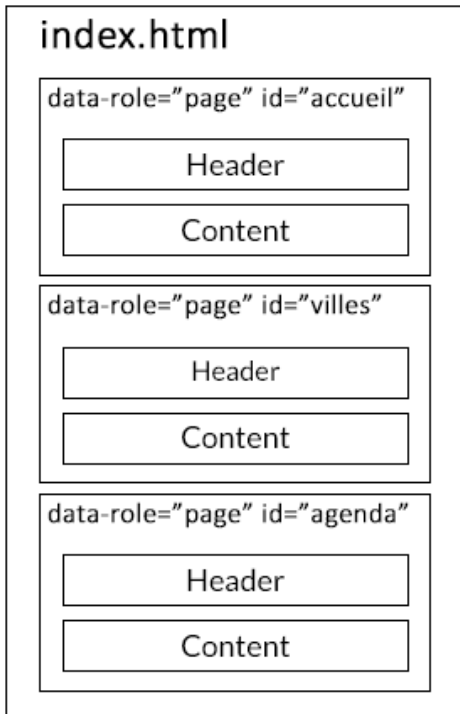 index.html
data-role=”page” id=”accueil”
Header
Content
data-role=”page” id=”villes”
Header
Content
data-role=”page” id=”agenda”
Header
Content